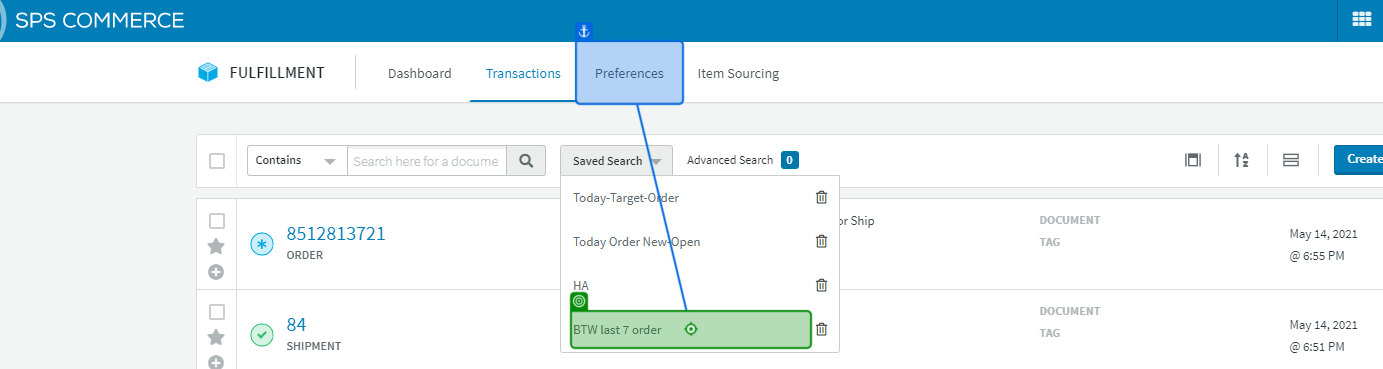 SPS COMMERCE
FULFILLMENT
Dashboard
Transactions
Preferences
Item Sourcing
Contains
Search here for a docume
Saved Search
Advanced Search 0
Create
Today-Target-Order
Today Order New-Open
HA
BTW last 7 order
8512813721
ORDER
or Ship
DOCUMENT
TAG
May 14, 2021
@ 6:55 PM
84
SHIPMENT
DOCUMENT
TAG
May 14, 2021
@ 6:51 PM